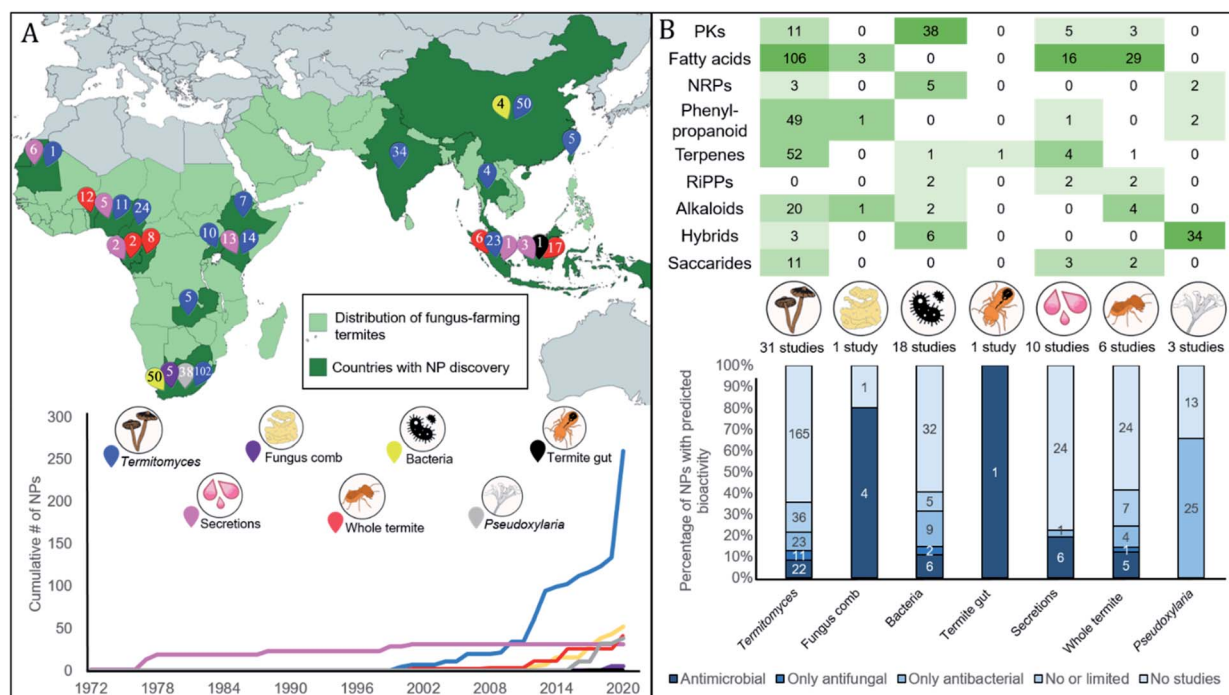 A
6 1
12 5 11 24
2 2 8
7
10 13 14
5
50 5 38 102
34
4 50
5
4
6 23 1 3 1 17
Distribution of fungus-farming
termites
Countries with NP discovery
300
250
200
150
100
50
0
Cumulative # of NPs
Termitomyces
Fungus comb
Bacteria
Termite gut
Secretions
Whole termite
Pseudoxylaria
1972 1978 1984 1990 1996 2002 2008 2014 2020
B
PKs 11 0 38 0 5 3 0
Fatty acids 106 3 0 0 16 29 0
NRPs 3 0 5 0 0 0 2
Phenyl-
propanoid 49 1 0 0 1 0 2
Terpenes 52 0 1 1 4 1 0
RiPPs 0 0 2 0 2 2 0
Alkaloids 20 1 2 0 0 4 0
Hybrids 3 0 6 0 0 0 34
Saccarides 11 0 0 0 3 2 0
31 studies 1 study 18 studies 1 study 10 studies 6 studies 3 studies
Percentage of NPs with predicted
bioactivity
100%
90%
80%
70%
60%
50%
40%
30%
20%
10%
0%
165 36 23 11 22
1 4
32 5 9 2 6
1
24 1 6
24 7 4 1 5
13 25
Termitomyces
Fungus comb
Bacteria
Termite gut
Secretions
Whole termite
Pseudoxylaria
Antimicrobial Only antifungal Only antibacterial No or limited No studies